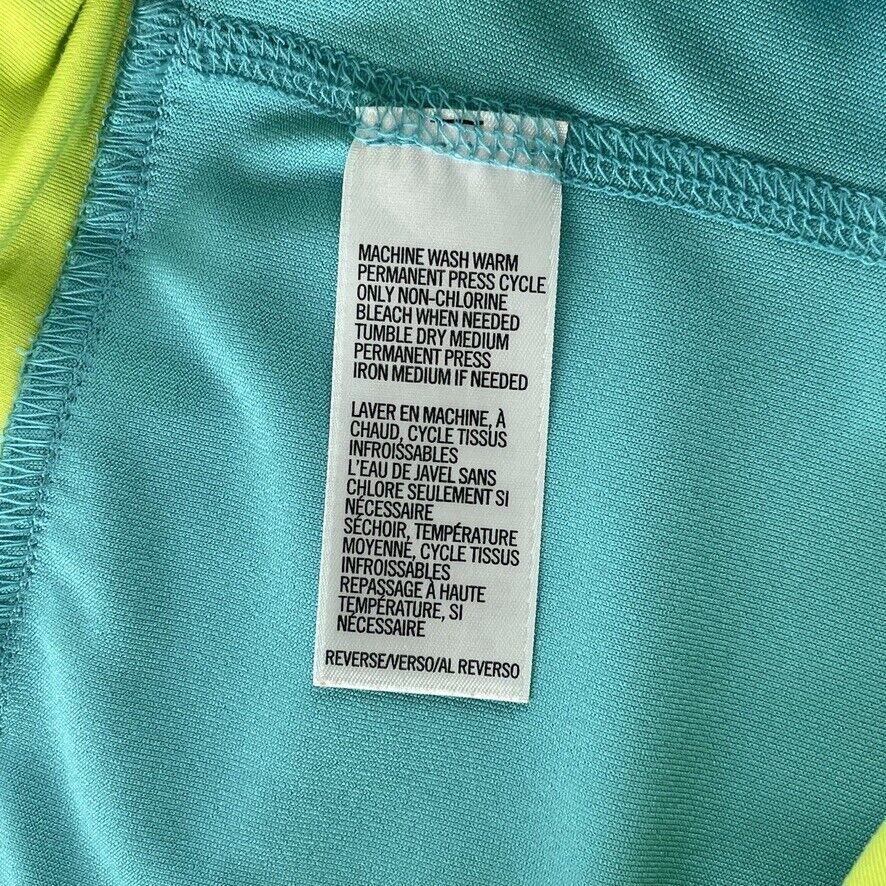 MACHINE WASH WARM
PERMANENT PRESS CYCLE
ONLY NON-CHLORINE
BLEACH WHEN NEEDED
TUMBLE DRY MEDIUM
PERMANENT PRESS
IRON MEDIUM IF NEEDED
LAVER EN MACHINE, À
CHAUD, CYCLE TISSUS
INFROISSABLES
L'EAU DE JAVEL SANS
CHLORE SEULEMENT SI
NÉCESSAIRE
SÉCHOIR, TEMPÉRATURE
MOYENNE, CYCLE TISSUS
INFROISSABLES
REPASSAGE À HAUTE
TEMPÉRATURE, SI
NÉCESSAIRE
REVERSE/VERSO/AL REVERSO